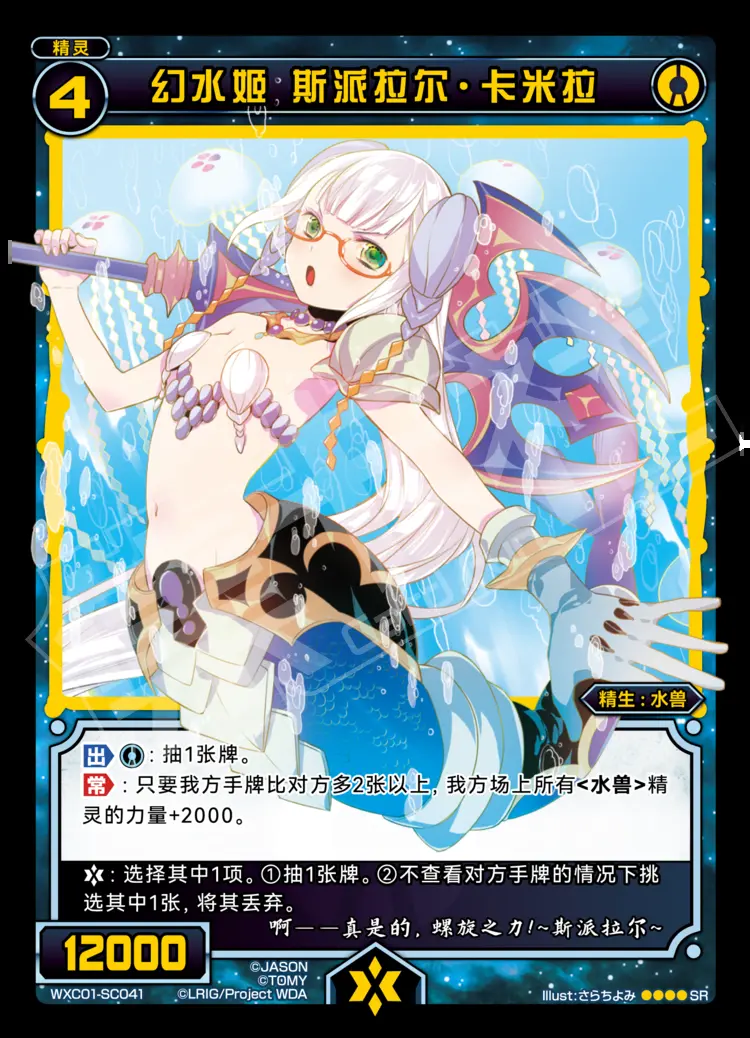 精灵
4
幻水姬 斯派拉尔·卡米拉
精生:水兽
出 : 抽1张牌。
常 : 只要我方手牌比对方多2张以上, 我方场上所有<水兽>精
灵的力量+2000。
: 选择其中1项。①抽1张牌。②不查看对方手牌的情况下挑
选其中1张, 将其丢弃。
啊——真是的, 螺旋之力!~斯派拉尔~
12000
©JASON
©TOMY
WXC01-SC041 ©LRIG/Project WDA
Illust:さらちよみ SR